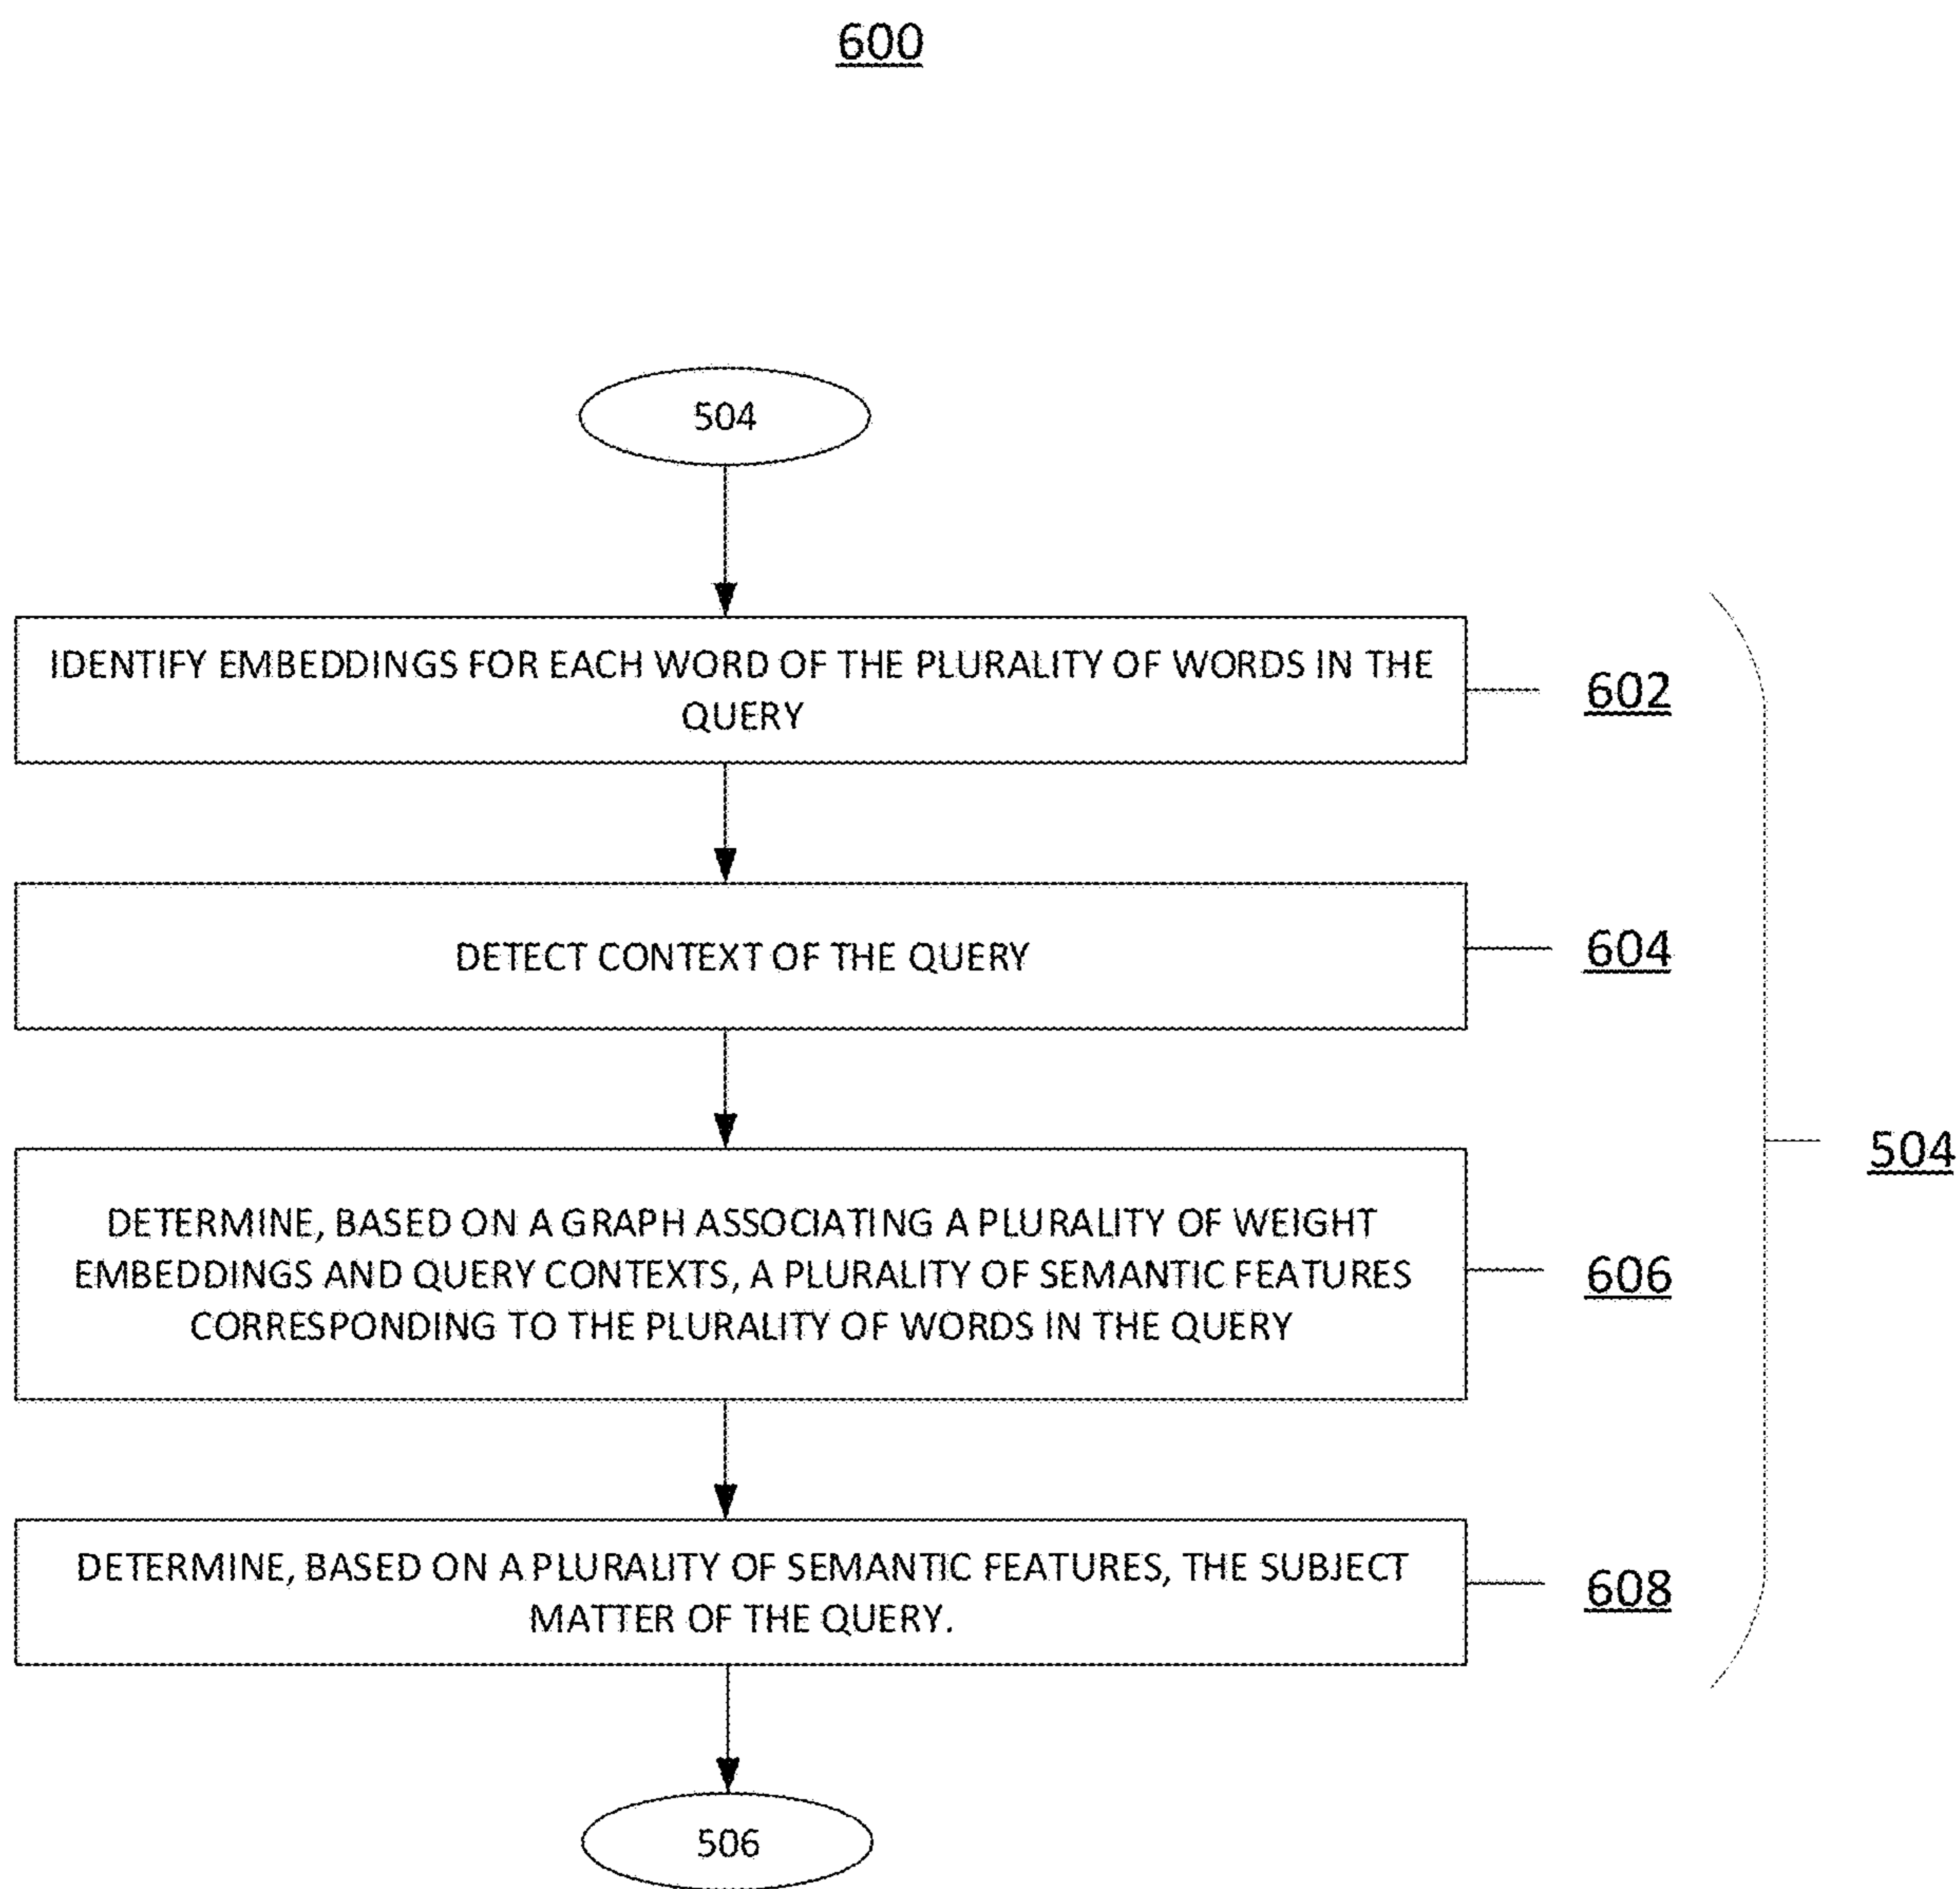 600
504
IDENTIFY EMBEDDINGS FOR EACH WORD OF THE PLURALITY OF WORDS IN THE
QUERY
602
DETECT CONTEXT OF THE QUERY
604
DETERMINE, BASED ON A GRAPH ASSOCIATING A PLURALITY OF WEIGHT
EMBEDDINGS AND QUERY CONTEXTS, A PLURALITY OF SEMANTIC FEATURES
CORRESPONDING TO THE PLURALITY OF WORDS IN THE QUERY
606
504
DETERMINE, BASED ON A PLURALITY OF SEMANTIC FEATURES, THE SUBJECT
MATTER OF THE QUERY.
608
506